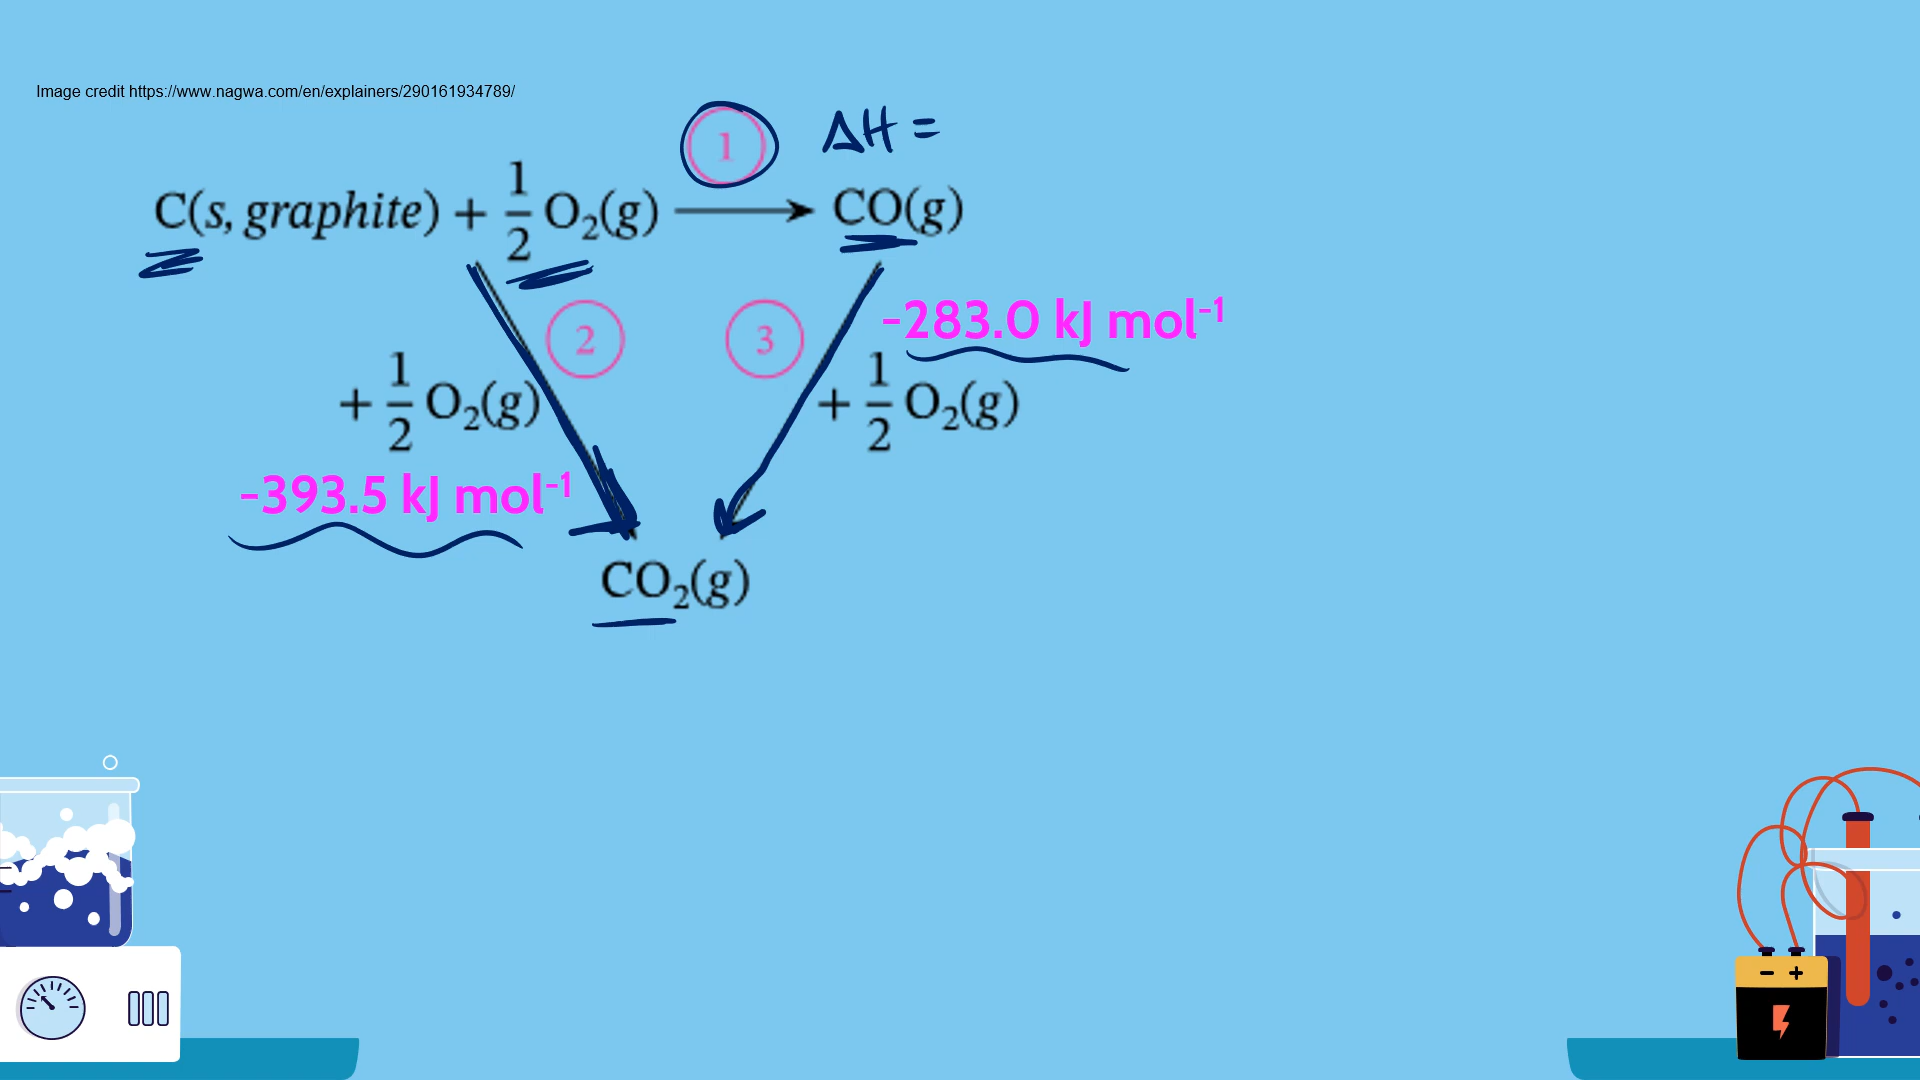 Image credit https://www.nagwa.com/en/explainers/290161934789/
1 ΔH =
C(s, graphite) + 1/2 O₂(g) ⟶ CO(g)
2 3 -283.0 kJ mol⁻¹
+ 1/2 O₂(g) + 1/2 O₂(g)
-393.5 kJ mol⁻¹
CO₂(g)
− +